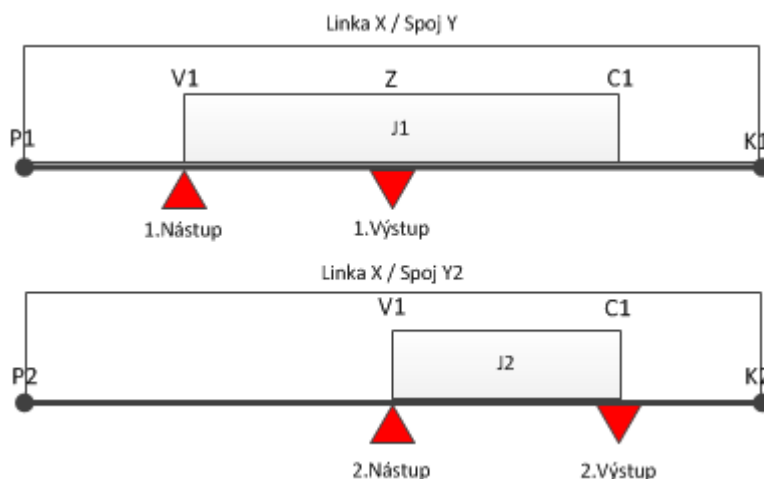 Linka X / Spoj Y
V1 Z C1
J1
P1 K1
1.Nástup 1.Výstup
Linka X / Spoj Y2
V1 C1
J2
P2 K2
2.Nástup 2.Výstup